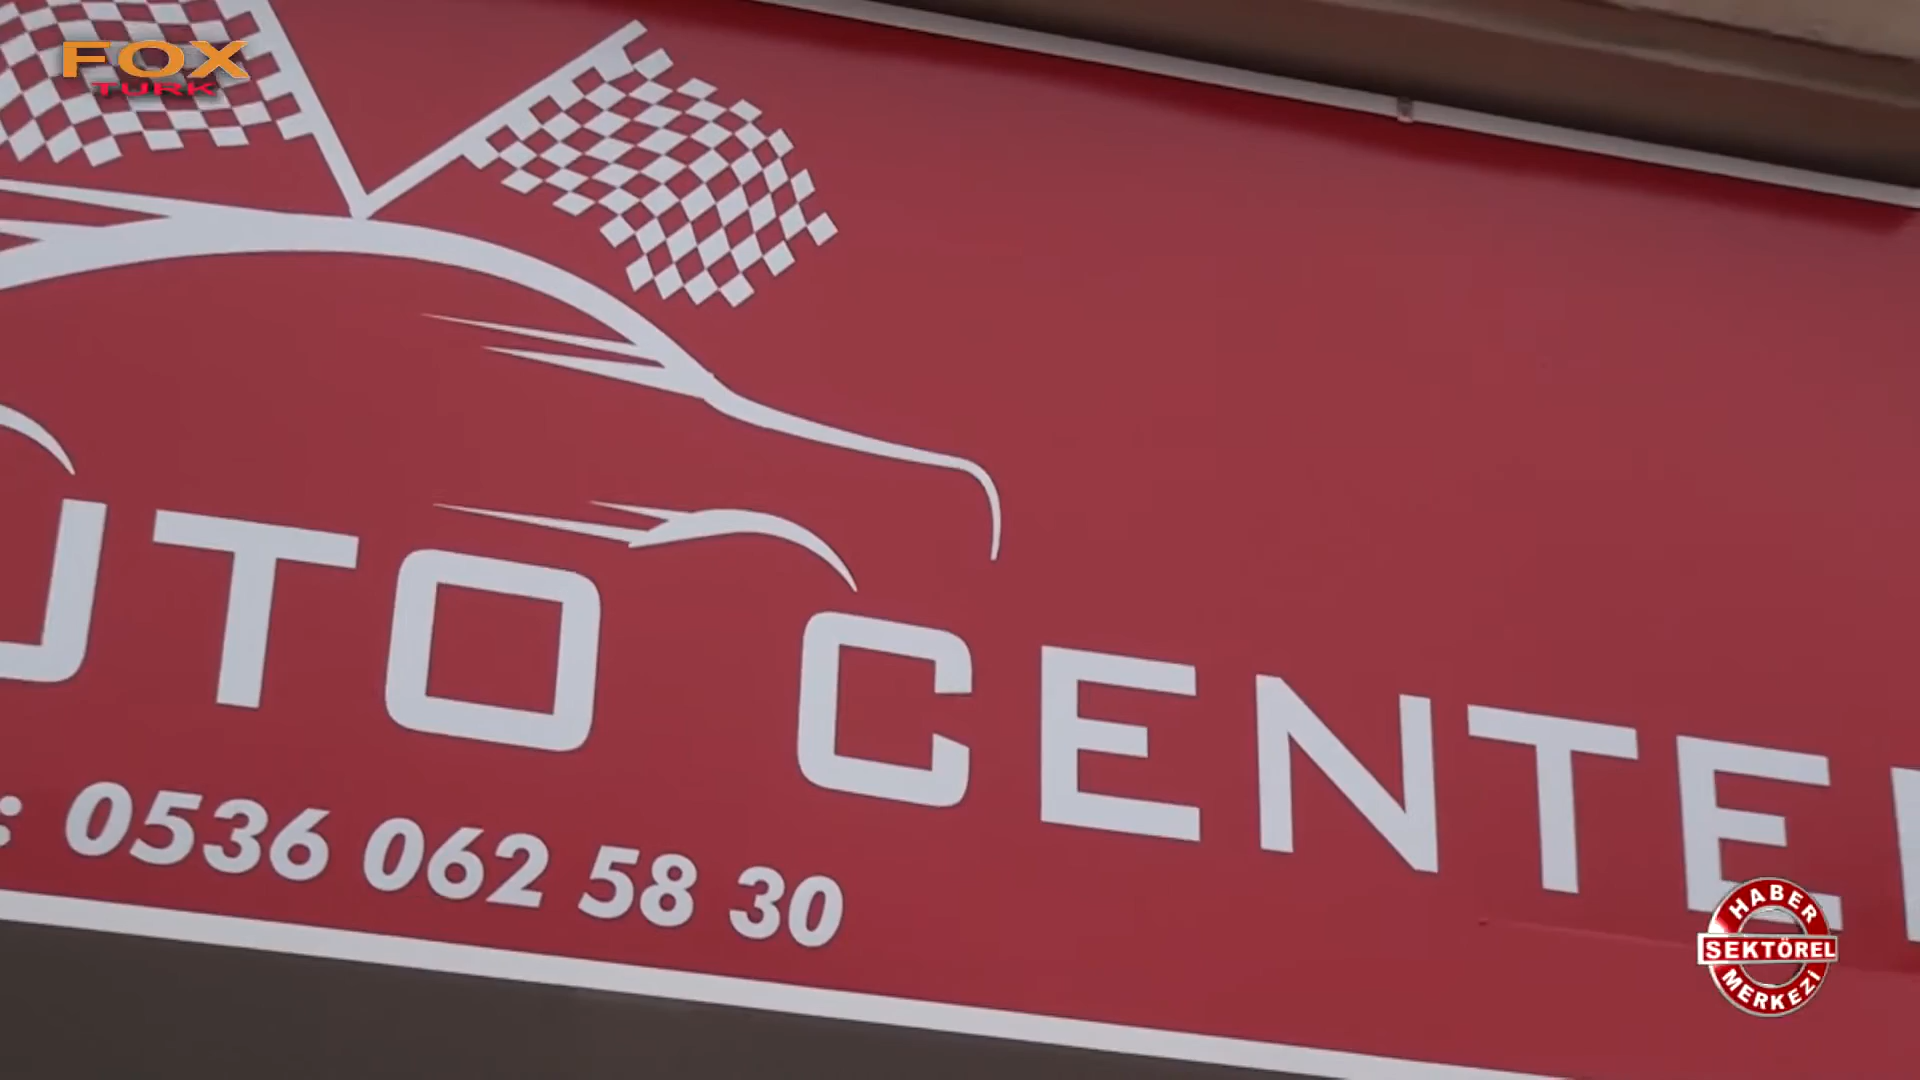 FOX
TURK
UTO CENTE
: 0536 062 58 30
HABER
SEKTÖREL
MERKEZİ